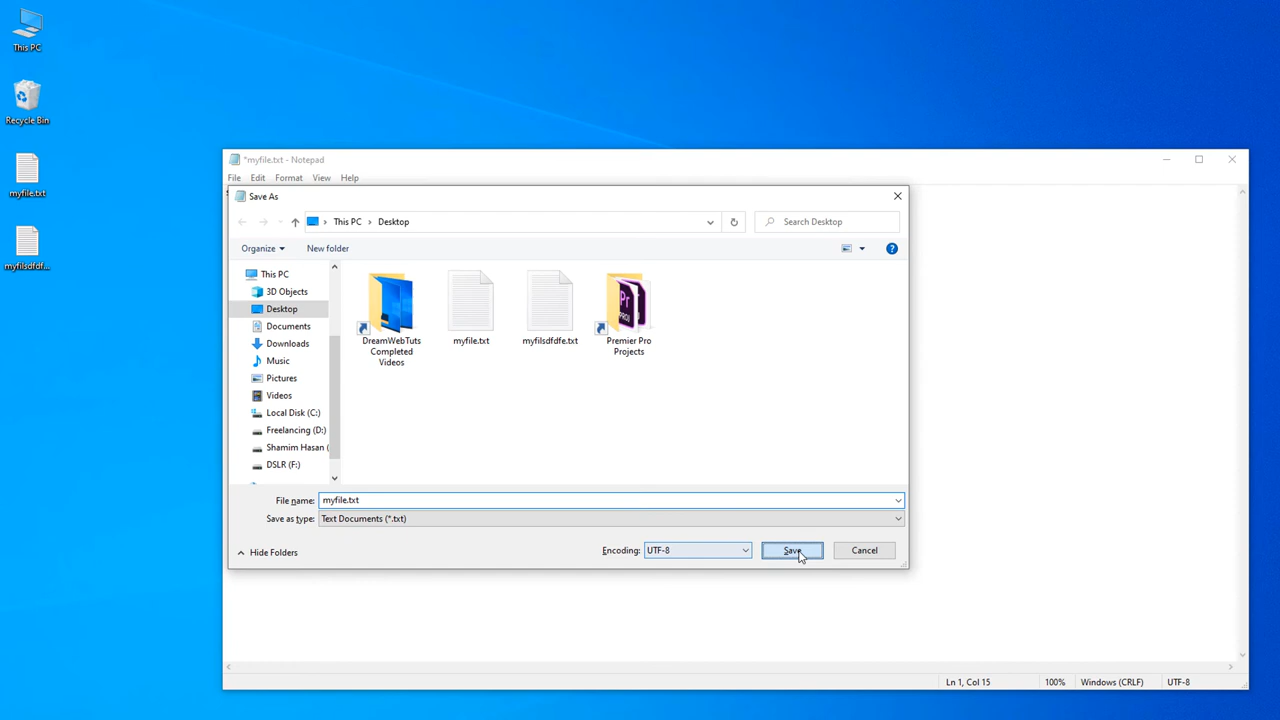 This PC
Recycle Bin
myfile.txt
myfilsdfdf...
*myfile.txt - Notepad
File Edit Format View Help
Save As
This PC Desktop
Search Desktop
Organize New folder
This PC
3D Objects
Desktop
Documents
Downloads
Music
Pictures
Videos
Local Disk (C:)
Freelancing (D:)
Shamim Hasan (
DSLR (F:)
DreamWebTuts
Completed
Videos
myfile.txt
myfilsdfdfe.txt
Pr
PROJ
Premier Pro
Projects
File name: myfile.txt
Save as type: Text Documents (*.txt)
Hide Folders
Encoding: UTF-8
Save
Cancel
Ln 1, Col 15 100% Windows (CRLF) UTF-8